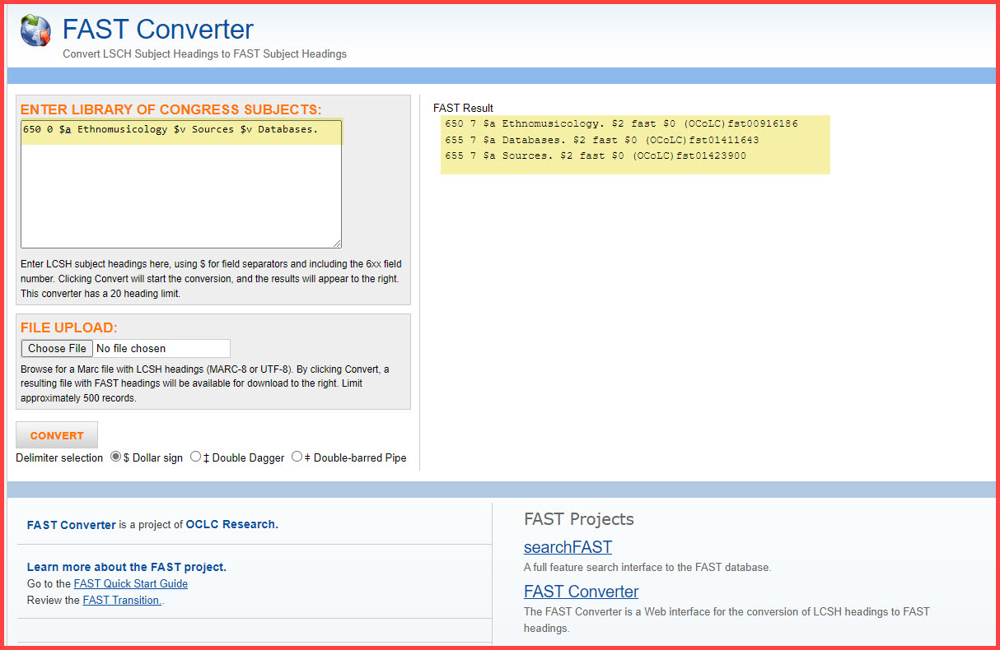 FAST Converter
Convert LSCH Subject Headings to FAST Subject Headings
ENTER LIBRARY OF CONGRESS SUBJECTS:
650 0 $a Ethnomusicology $v Sources $v Databases.
Enter LCSH subject headings here, using $ for field separators and including the 6xx field
number. Clicking Convert will start the conversion, and the results will appear to the right.
This converter has a 20 heading limit.
FILE UPLOAD:
Choose File No file chosen
Browse for a Marc file with LCSH headings (MARC-8 or UTF-8). By clicking Convert, a
resulting file with FAST headings will be available for download to the right. Limit
approximately 500 records.
CONVERT
Delimiter selection $ Dollar sign ‡ Double Dagger ǂ Double-barred Pipe
FAST Result
650 7 $a Ethnomusicology. $2 fast $0 (OCoLC)fst00916186
655 7 $a Databases. $2 fast $0 (OCoLC)fst01411643
655 7 $a Sources. $2 fast $0 (OCoLC)fst01423900
FAST Converter is a project of OCLC Research.
Learn more about the FAST project.
Go to the FAST Quick Start Guide
Review the FAST Transition..
FAST Projects
searchFAST
A full feature search interface to the FAST database.
FAST Converter
The FAST Converter is a Web interface for the conversion of LCSH headings to FAST
headings.